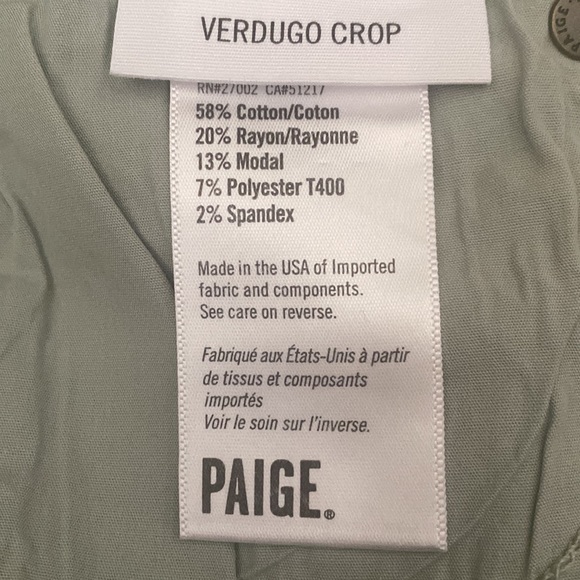 VERDUGO CROP
RN#27002 CA#51217
58% Cotton/Coton
20% Rayon/Rayonne
13% Modal
7% Polyester T400
2% Spandex
Made in the USA of Imported
fabric and components.
See care on reverse.
Fabriqué aux États-Unis à partir
de tissus et composants
importés
Voir le soin sur l'inverse.
PAIGE®
PAIGE